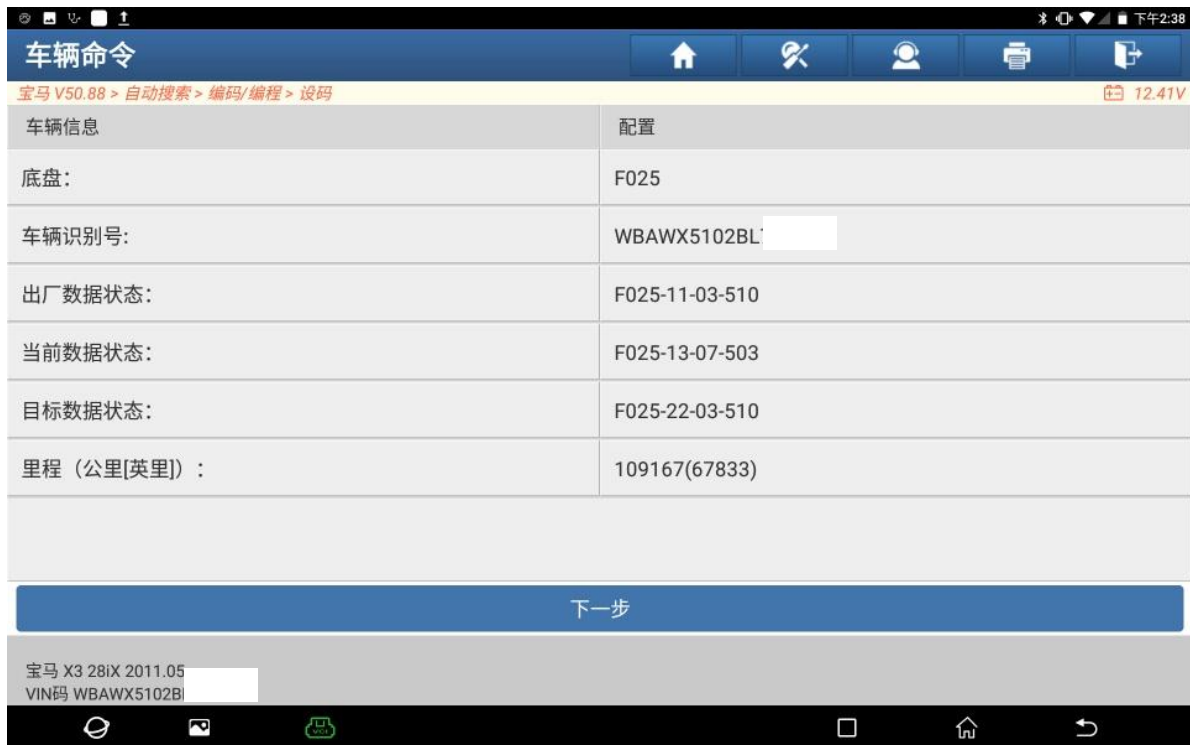 下午2:38
车辆命令
宝马 V50.88 > 自动搜索 > 编码/编程 > 设码
12.41V
车辆信息 配置
底盘： F025
车辆识别号: WBAWX5102BL
出厂数据状态： F025-11-03-510
当前数据状态： F025-13-07-503
目标数据状态： F025-22-03-510
里程（公里[英里]）： 109167(67833)
下一步
宝马 X3 28iX 2011.05
VIN码 WBAWX5102B
VCI